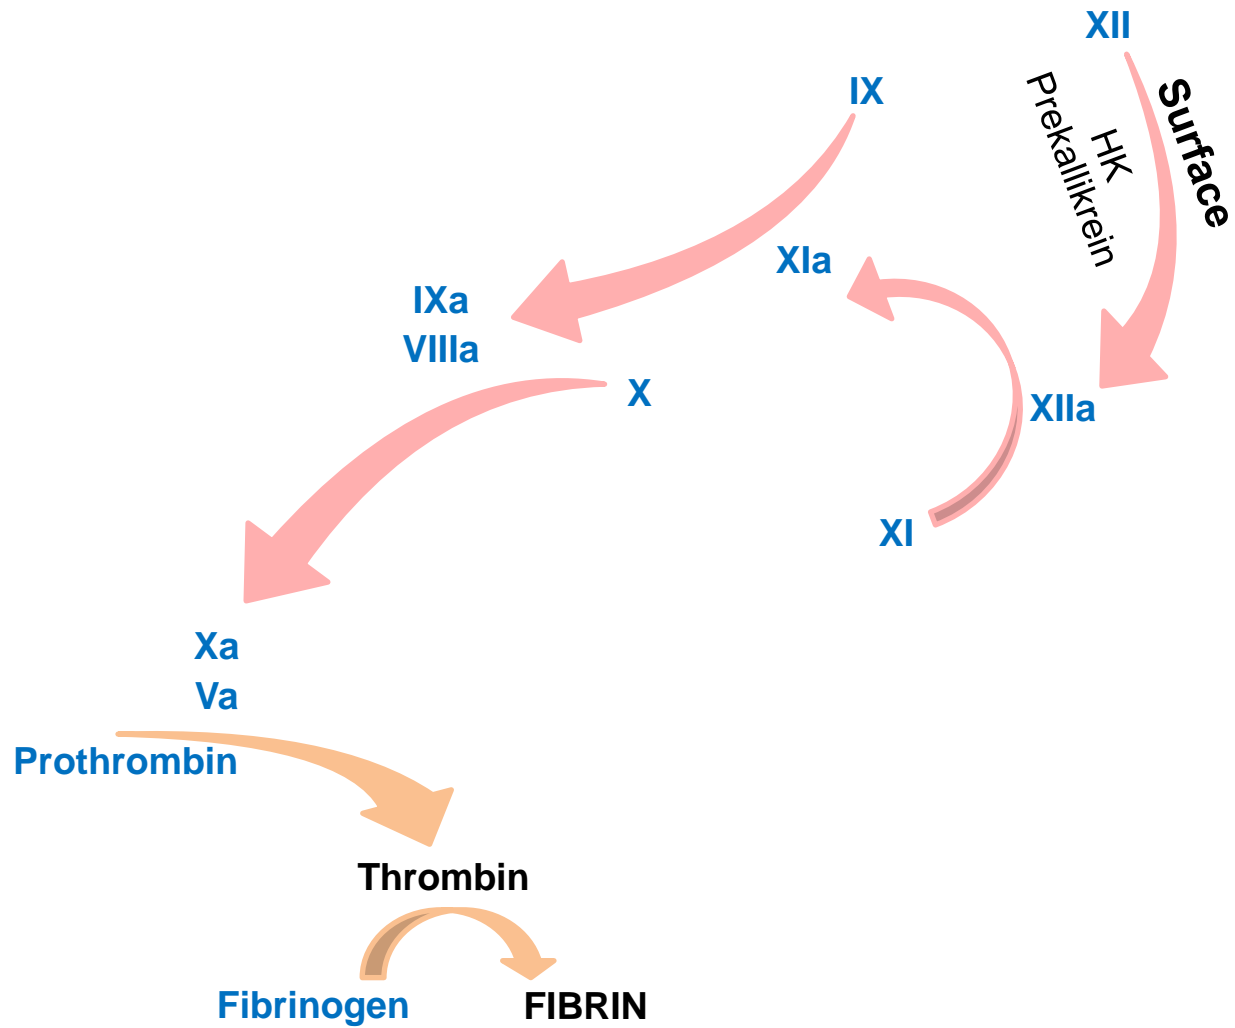 XII
Surface
HK
Prekallikrein
IX
XIa
IXa
VIIIa
X
XIIa
XI
Xa
Va
Prothrombin
Thrombin
Fibrinogen
FIBRIN